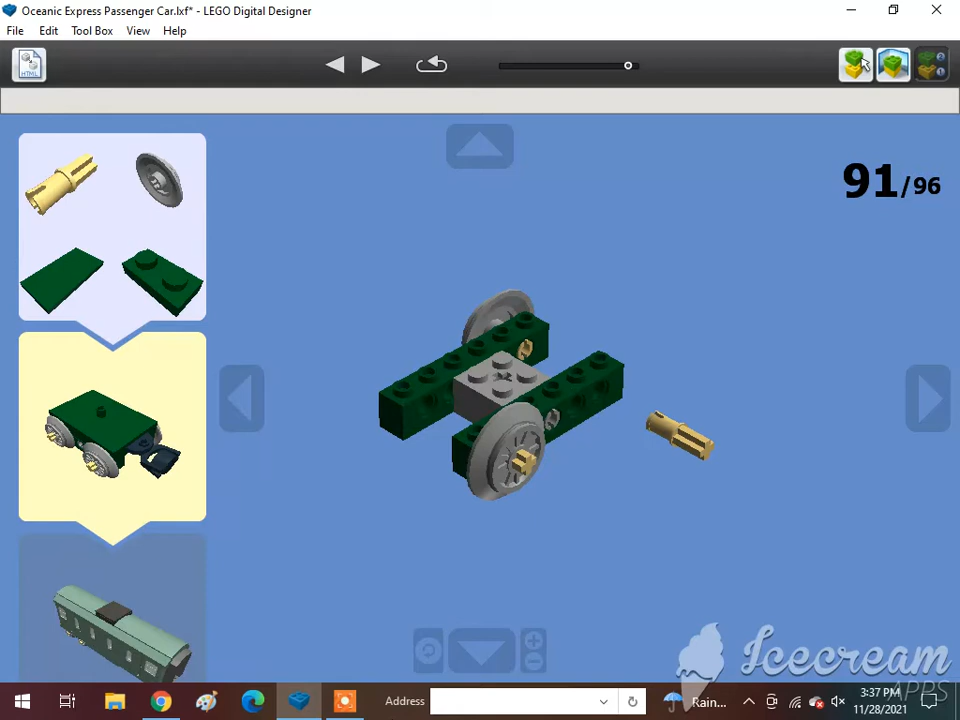 Oceanic Express Passenger Car.lxf* - LEGO Digital Designer
File Edit Tool Box View Help
HTML
91/96
Icecream
APPS
Address
Rain...
3:37 PM
11/28/2021